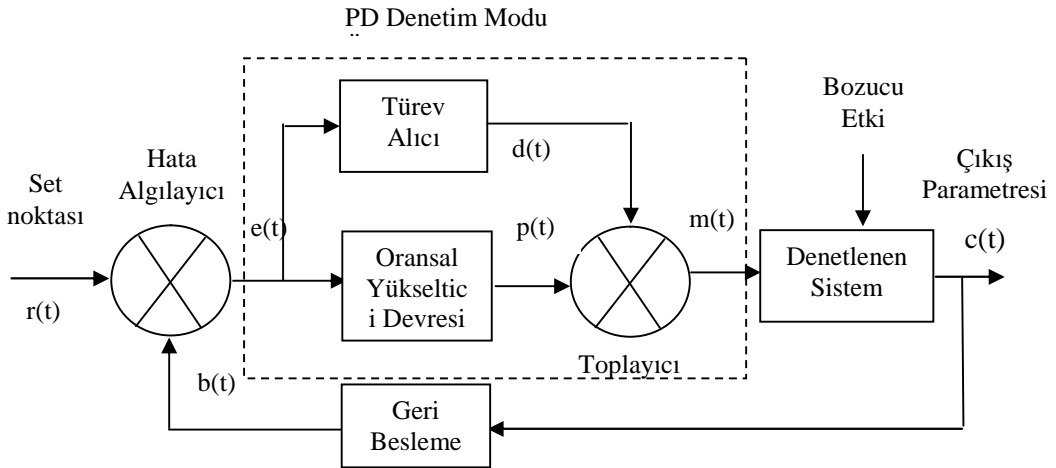 PD Denetim Modu
Türev
Alıcı
d(t)
Bozucu
Etki
Hata
Algılayıcı
Set
noktası
r(t)
e(t)
Oransal
Yükseltic
i Devresi
p(t)
m(t)
Toplayıcı
Denetlenen
Sistem
Çıkış
Parametresi
c(t)
b(t)
Geri
Besleme